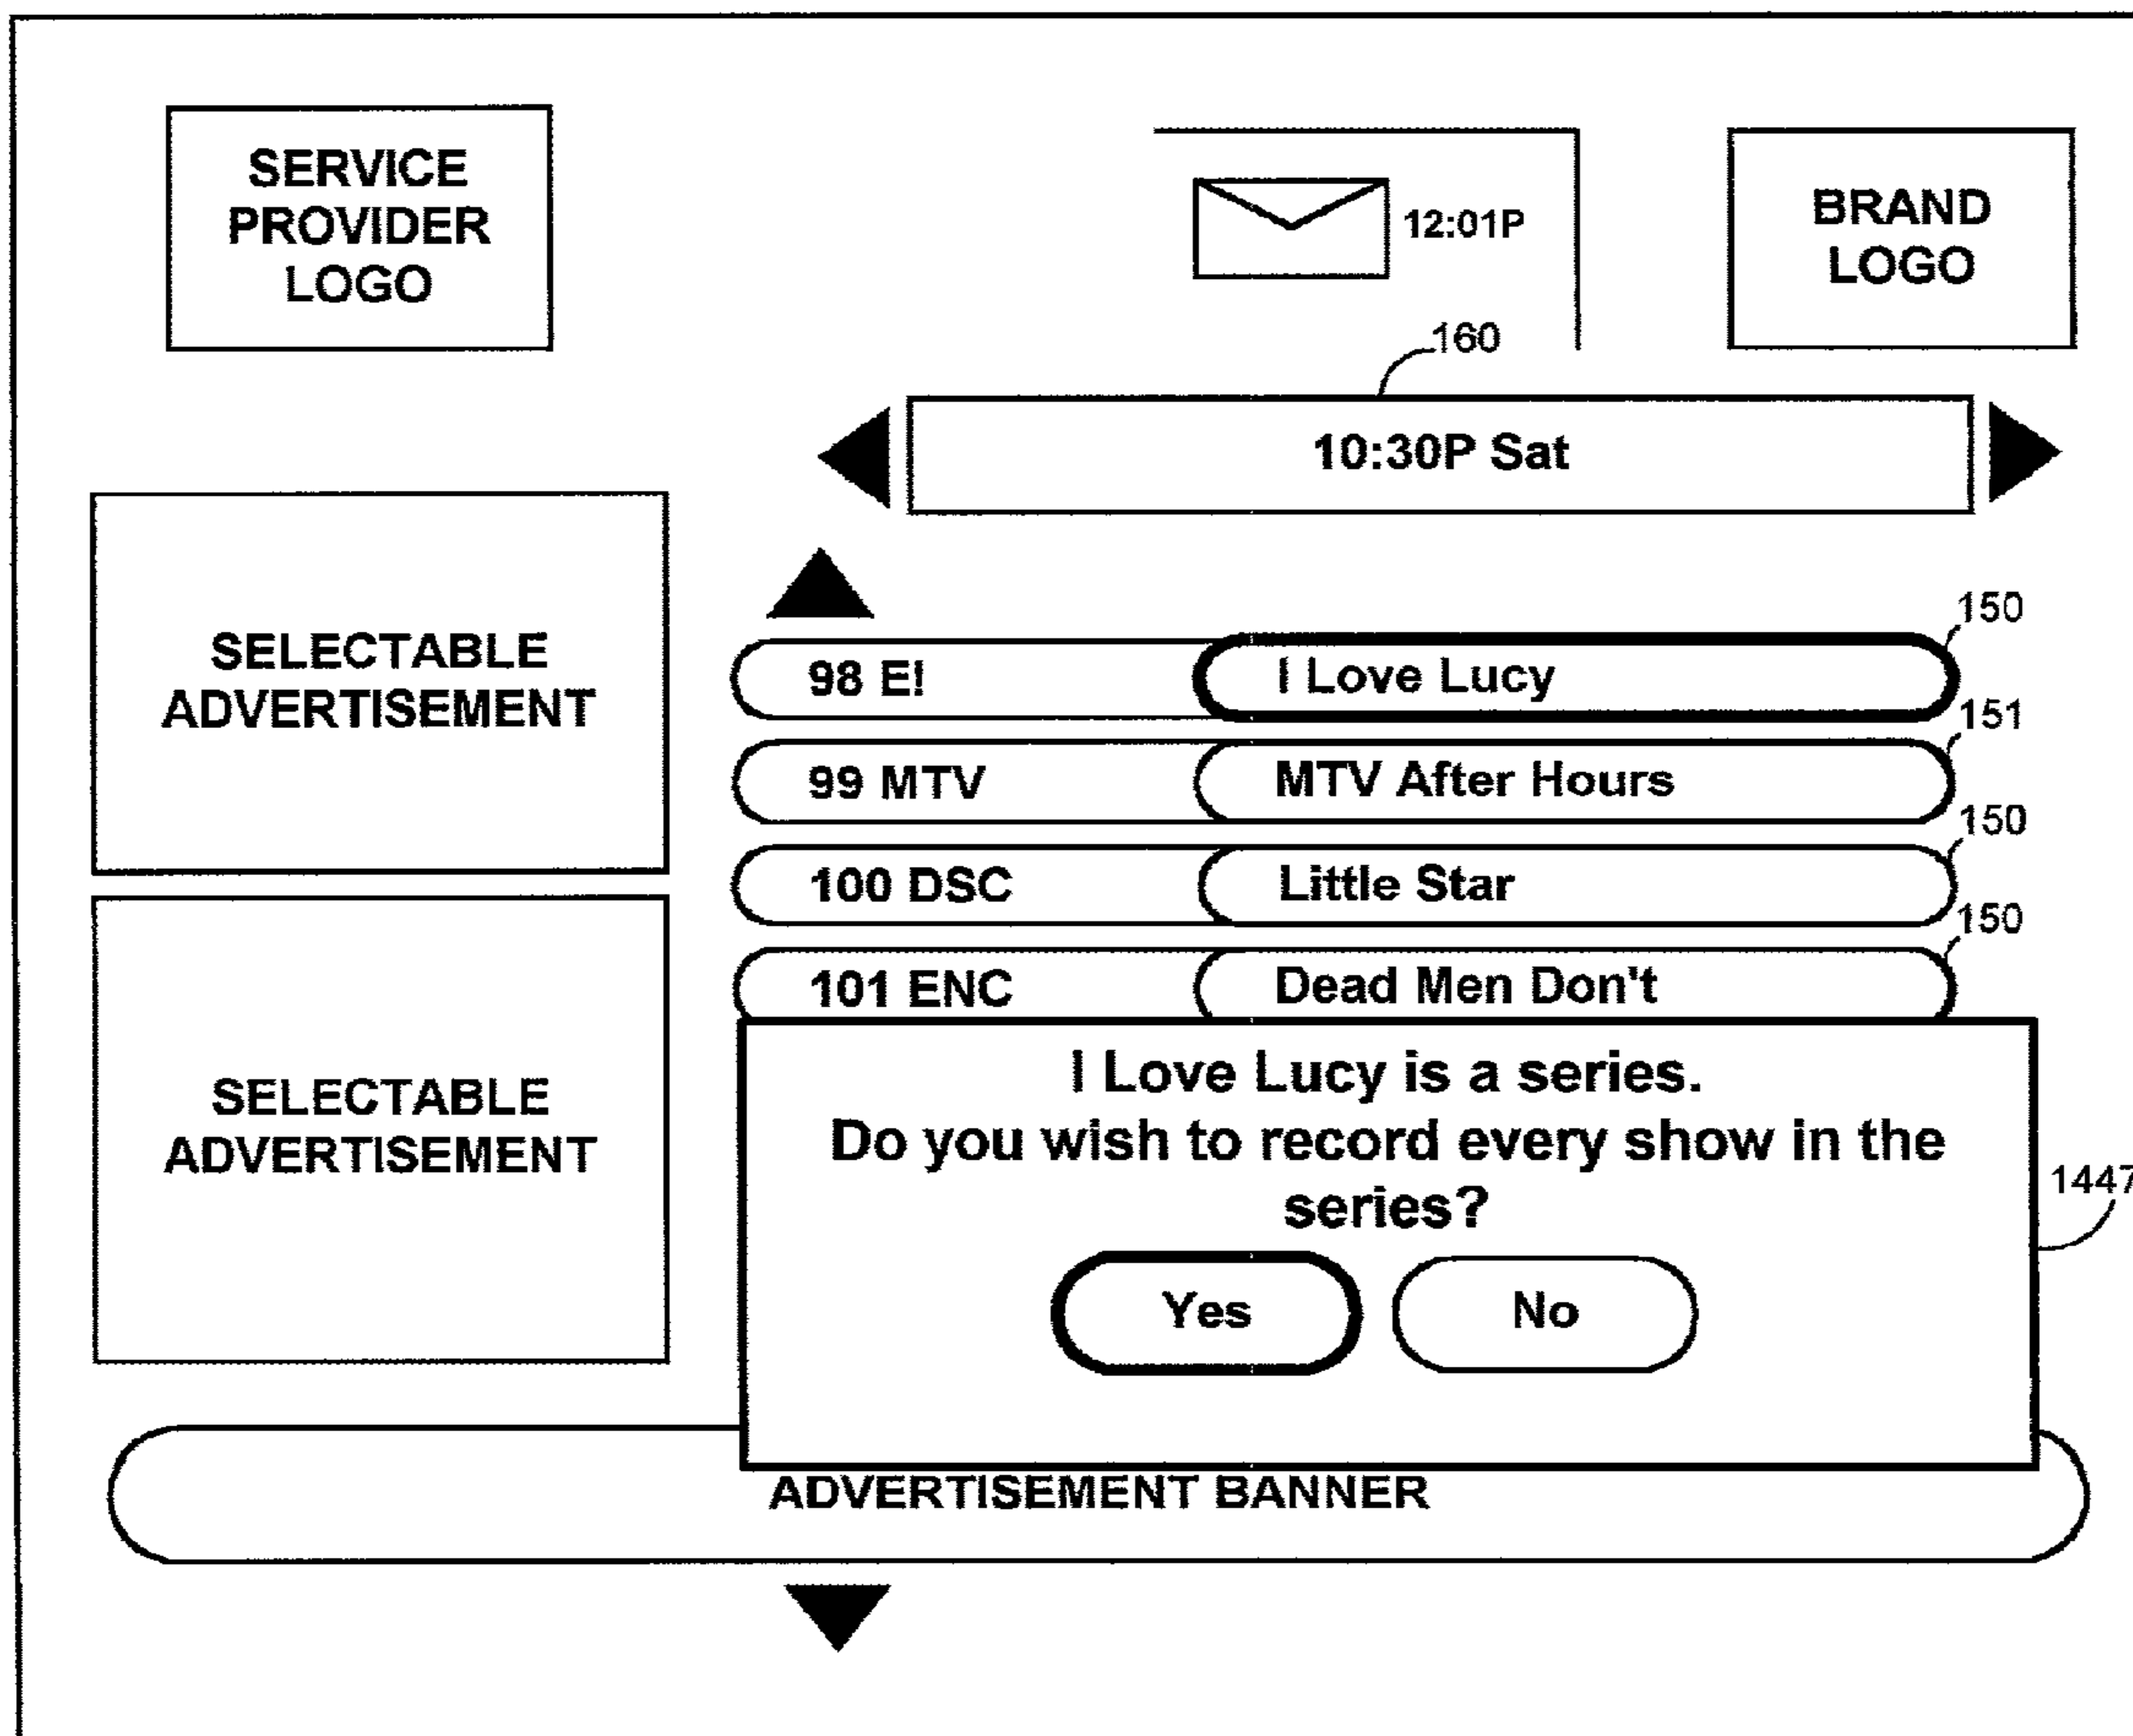 SERVICE
PROVIDER
LOGO
12:01P
BRAND
LOGO
160
10:30P Sat
SELECTABLE
ADVERTISEMENT
150
98 E! I Love Lucy
151
99 MTV MTV After Hours
150
100 DSC Little Star
150
101 ENC Dead Men Don't
SELECTABLE
ADVERTISEMENT
I Love Lucy is a series.
Do you wish to record every show in the
series?
1447
Yes No
ADVERTISEMENT BANNER